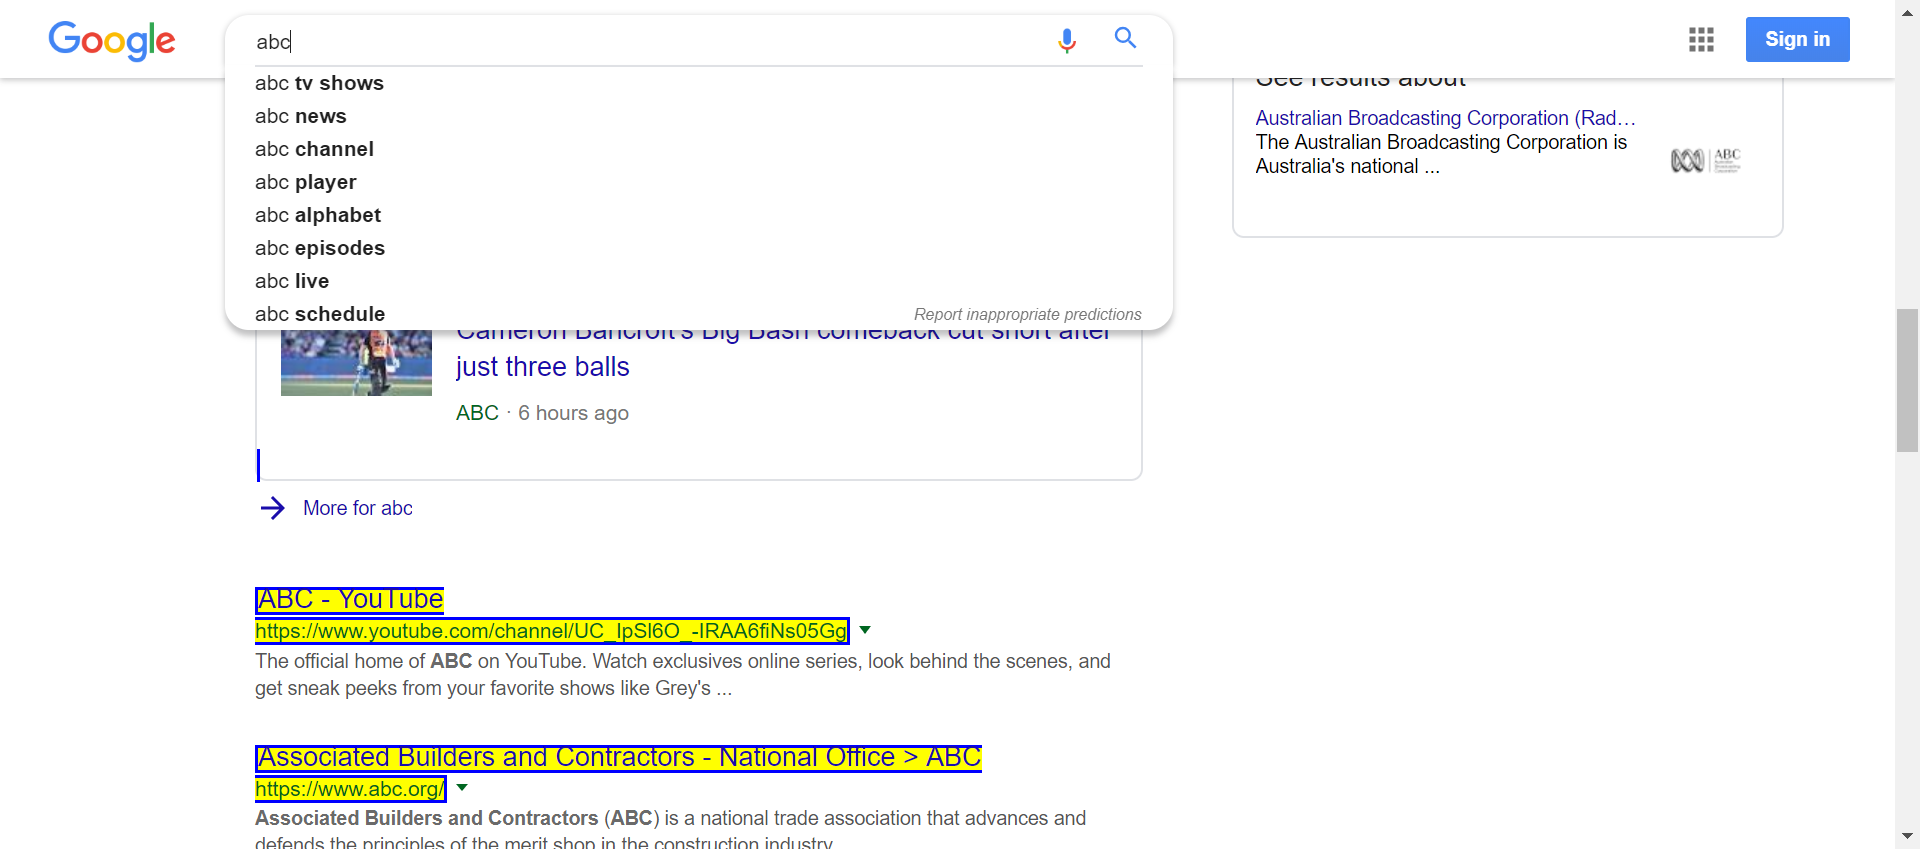 Google
abc
Sign in
abc tv shows
abc news
abc channel
abc player
abc alphabet
abc episodes
abc live
abc schedule
Report inappropriate predictions
See results about
Australian Broadcasting Corporation (Rad...
The Australian Broadcasting Corporation is
Australia's national ...
ABC
Cameron Bancroft's Big Bash comeback cut short after
just three balls
ABC · 6 hours ago
More for abc
ABC - YouTube
https://www.youtube.com/channel/UC_IpSl6O_-IRAA6fiNs05Gg
The official home of ABC on YouTube. Watch exclusives online series, look behind the scenes, and
get sneak peeks from your favorite shows like Grey's ...
Associated Builders and Contractors - National Office > ABC
https://www.abc.org/
Associated Builders and Contractors (ABC) is a national trade association that advances and
defends the principles of the merit shop in the construction industry.